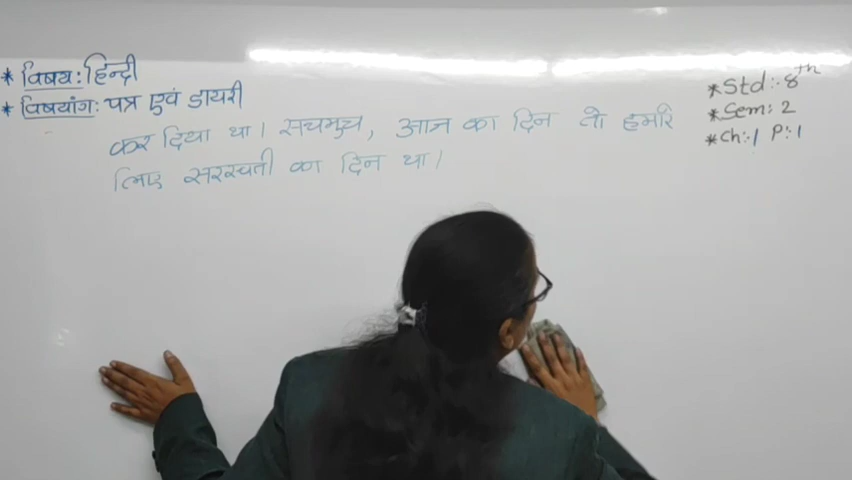 * विषय: हिन्दी
* विषयांग: पत्र एवं डायरी
* Std:- 8th
* Sem: 2
* Ch:-1 P:-1
कर दिया था। सचमुच, आज का दिन तो हमारे
लिए सरस्वती का दिन था।